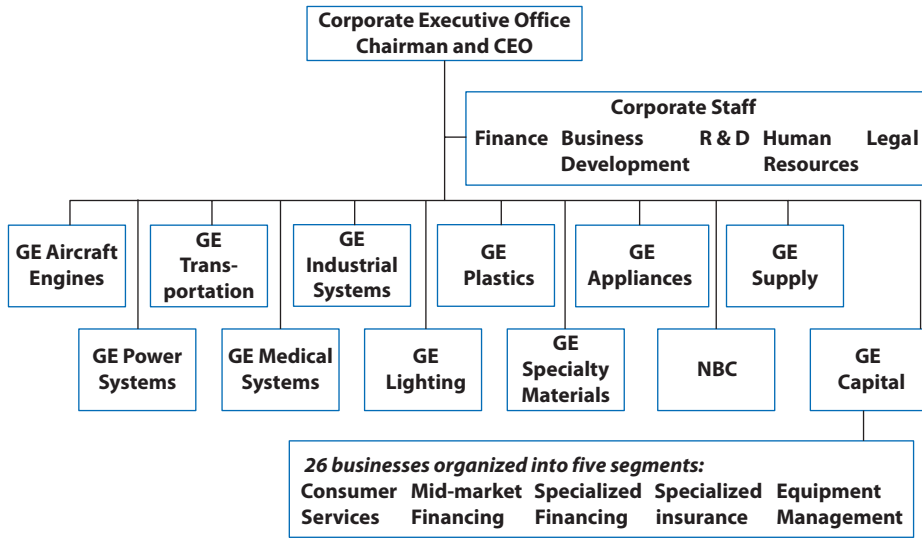 Corporate Executive Office
Chairman and CEO
Corporate Staff
Finance Business R & D Human Legal
Development Resources
GE Aircraft
Engines
GE
Trans-
portation
GE
Industrial
Systems
GE
Plastics
GE
Appliances
GE
Supply
GE Power
Systems
GE Medical
Systems
GE
Lighting
GE
Specialty
Materials
NBC
GE
Capital
26 businesses organized into five segments:
Consumer Mid-market Specialized Specialized Equipment
Services Financing Financing insurance Management